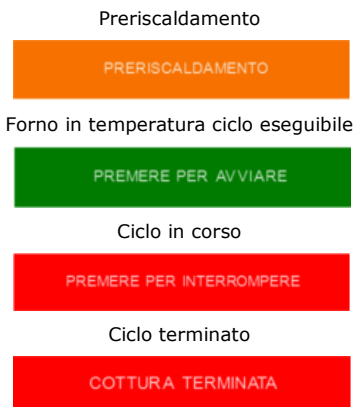 Preriscaldamento
PRERISCALDAMENTO
Forno in temperatura ciclo eseguibile
PREMERE PER AVVIARE
Ciclo in corso
PREMERE PER INTERROMPERE
Ciclo terminato
COTTURA TERMINATA